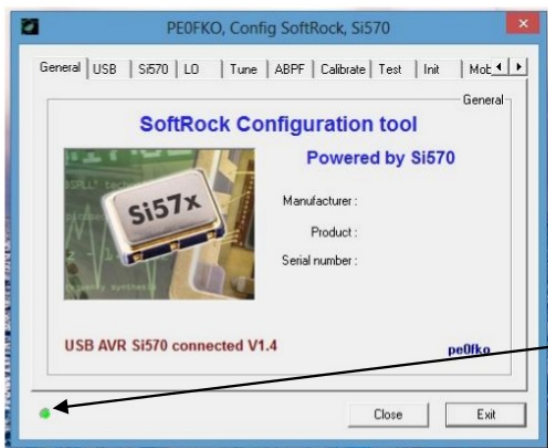 PE0FKO, Config SoftRock, Si570
General USB Si570 LO Tune ABPF Calibrate Test Init
General
SoftRock Configuration tool
Powered by Si570
Si57x
Manufacturer :
Product :
Serial number :
USB AVR Si570 connected V1.4
pe0fko
Close Exit